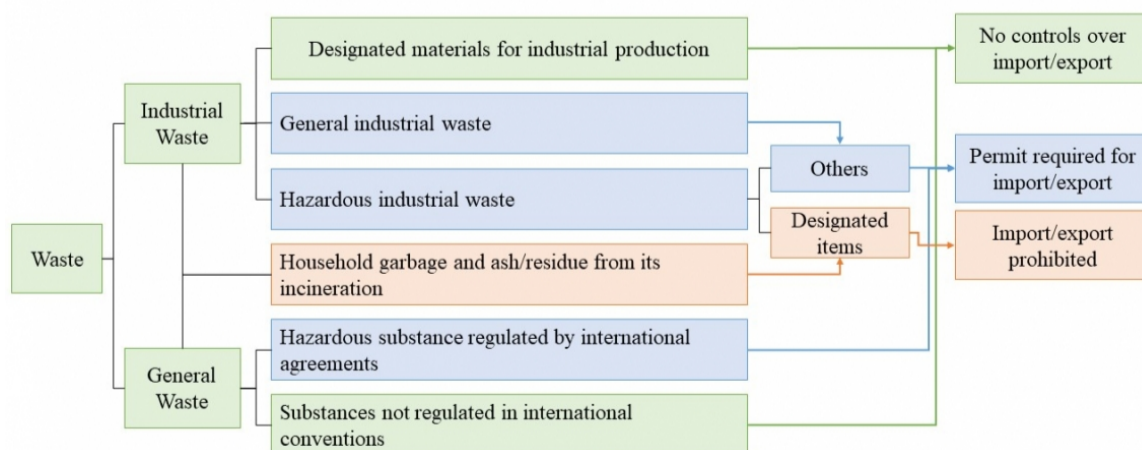 Designated materials for industrial production
No controls over
import/export
Industrial
Waste
General industrial waste
Others
Permit required for
import/export
Hazardous industrial waste
Designated
items
Import/export
prohibited
Waste
Household garbage and ash/residue from its
incineration
Hazardous substance regulated by international
agreements
General
Waste
Substances not regulated in international
conventions